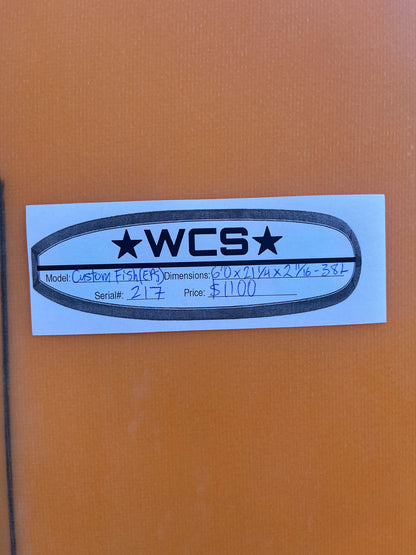 ★WCS★
Model: Custom Fish (EPS) Dimensions: 6'0 x 21 1/4 x 2 11/16 - 38L
Serial#: 217 Price: $1100